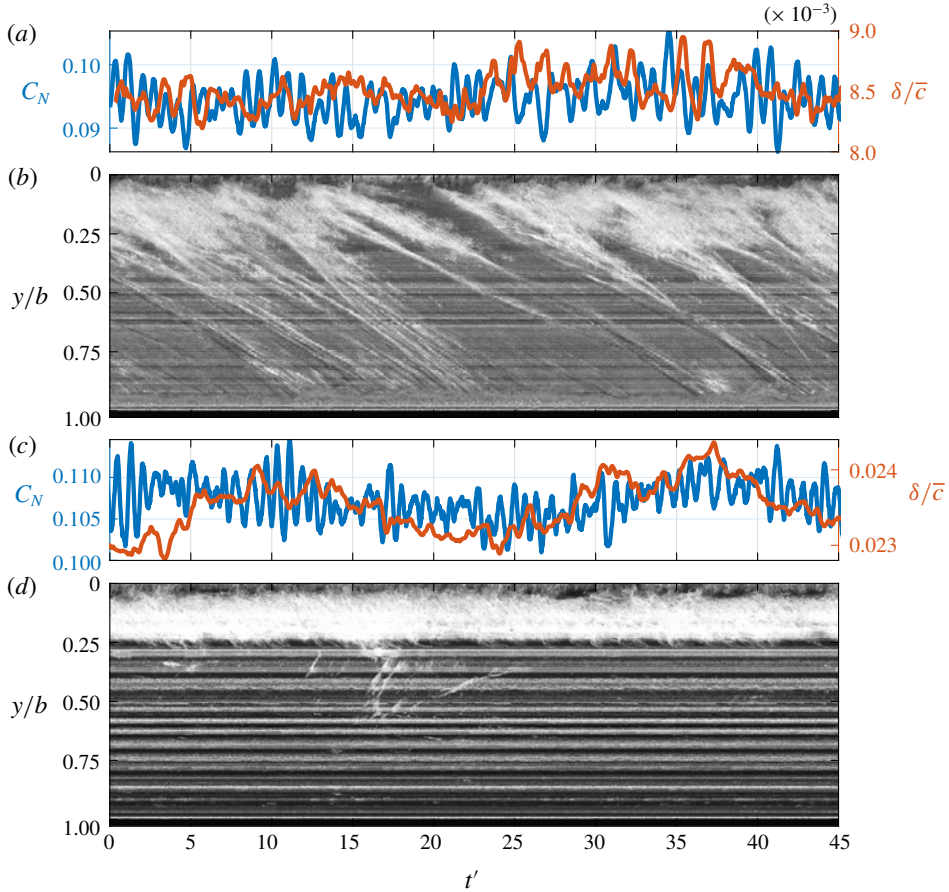 (× 10⁻³)
(a) 9.0
0.10
C_N 8.5 δ/c̅
0.09
8.0
(b) 0
0.25
y/b 0.50
0.75
1.00
(c)
0.110 0.024
C_N δ/c̅
0.105
0.023
0.100
(d) 0
0.25
y/b 0.50
0.75
1.00
0 5 10 15 20 25 30 35 40 45
t′